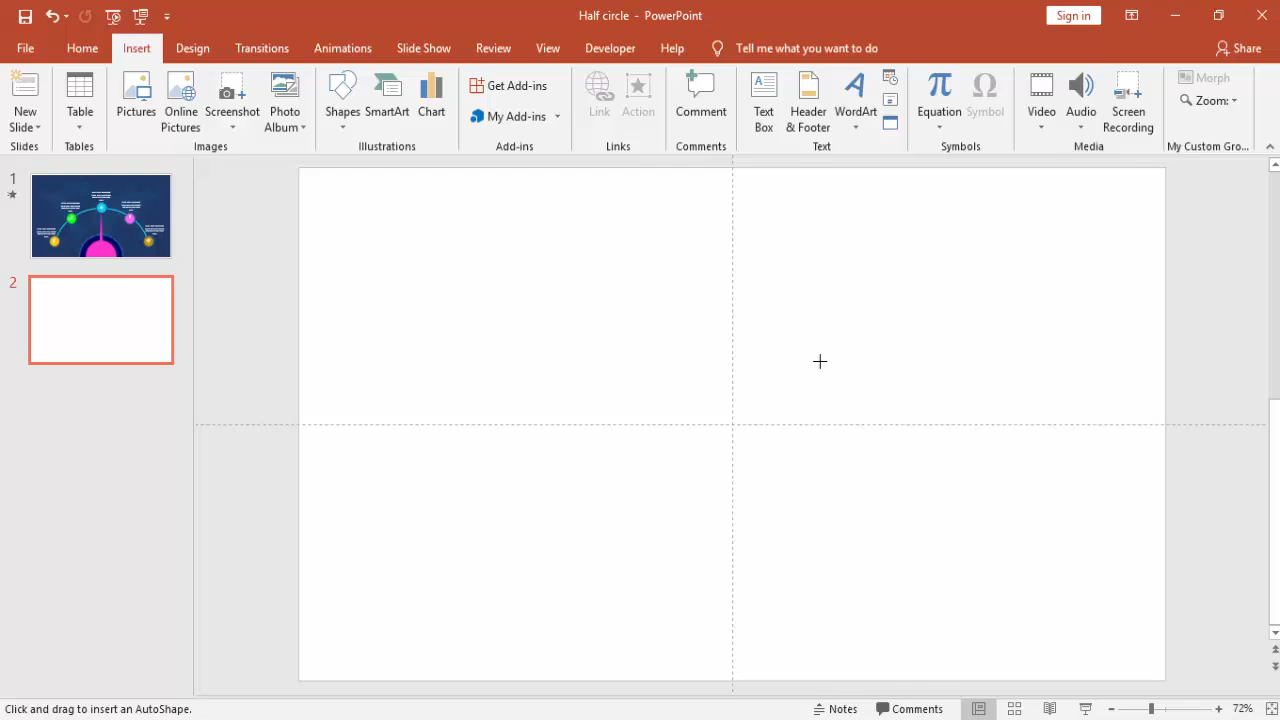 Half circle - PowerPoint
Sign in
File Home Insert Design Transitions Animations Slide Show Review View Developer Help Tell me what you want to do Share
New Slide
Table
Pictures
Online Pictures
Screenshot
Photo Album
Shapes
SmartArt
Chart
Get Add-ins
My Add-ins
Link
Action
Comment
Text Box
Header & Footer
WordArt
Equation
Symbol
Video
Audio
Screen Recording
Morph
Zoom:
Slides Tables Images Illustrations Add-ins Links Comments Text Symbols Media My Custom Gro...
1
2
Click and drag to insert an AutoShape.
Notes Comments 72%